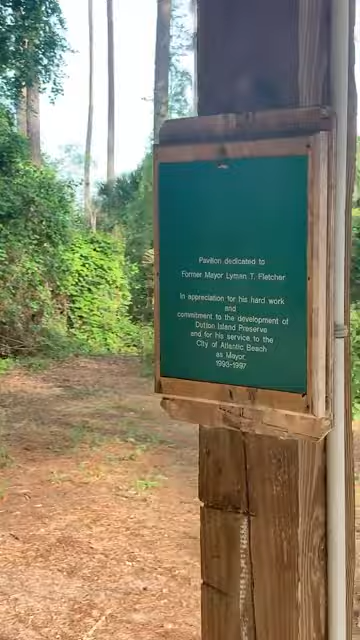 Pavilion dedicated to
Former Mayor Lyman T. Fletcher
In appreciation for his hard work
and
commitment to the development of
Dutton Island Preserve
and for his service to the
City of Atlantic Beach
as Mayor.
1993-1997